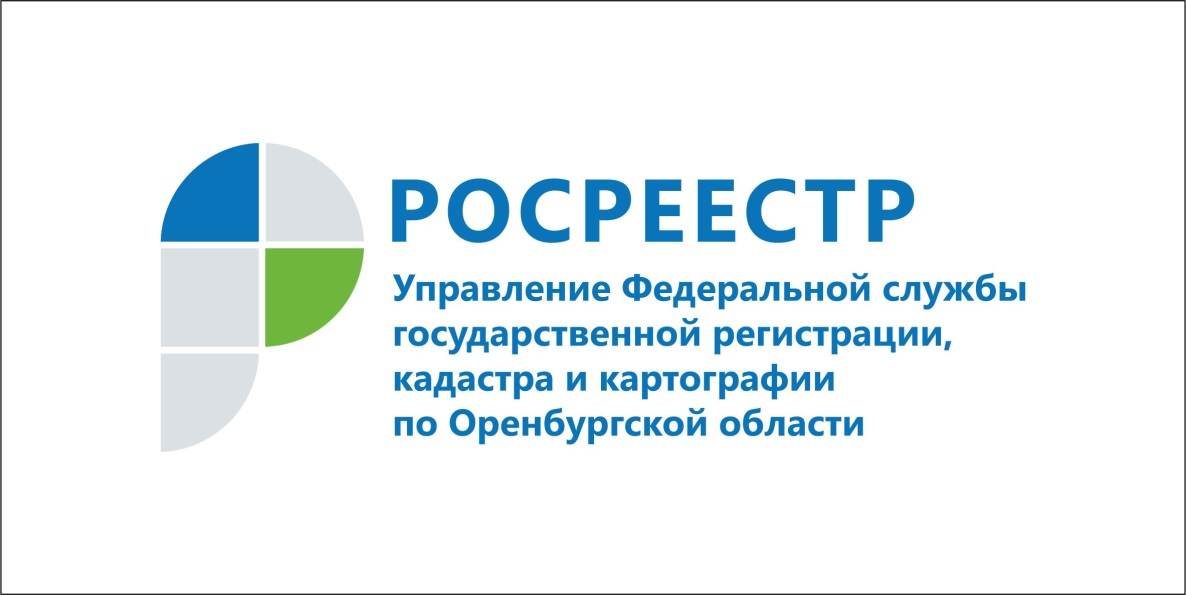 РОСРЕЕСТР
Управление Федеральной службы
государственной регистрации,
кадастра и картографии
по Оренбургской области